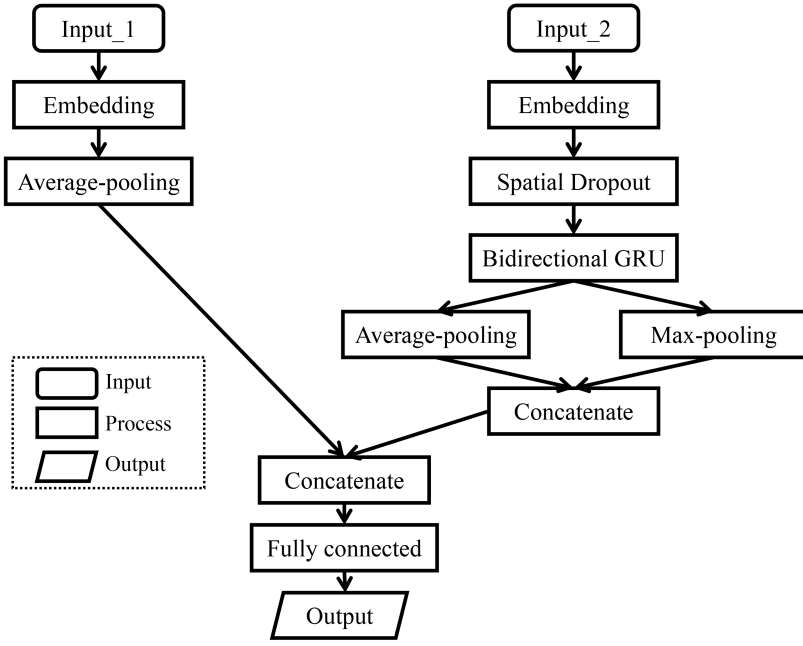 Input_1
Input_2
Embedding
Embedding
Average-pooling
Spatial Dropout
Bidirectional GRU
Average-pooling
Max-pooling
Concatenate
Input
Process
Output
Concatenate
Fully connected
Output